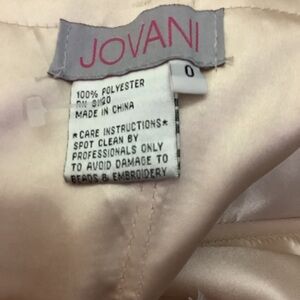 JOVANI
0
100% POLYESTER
RN
MADE IN CHINA
*CARE INSTRUCTIONS*
SPOT CLEAN BY
PROFESSIONALS ONLY
TO AVOID DAMAGE TO
BEADS & EMBROIDERY